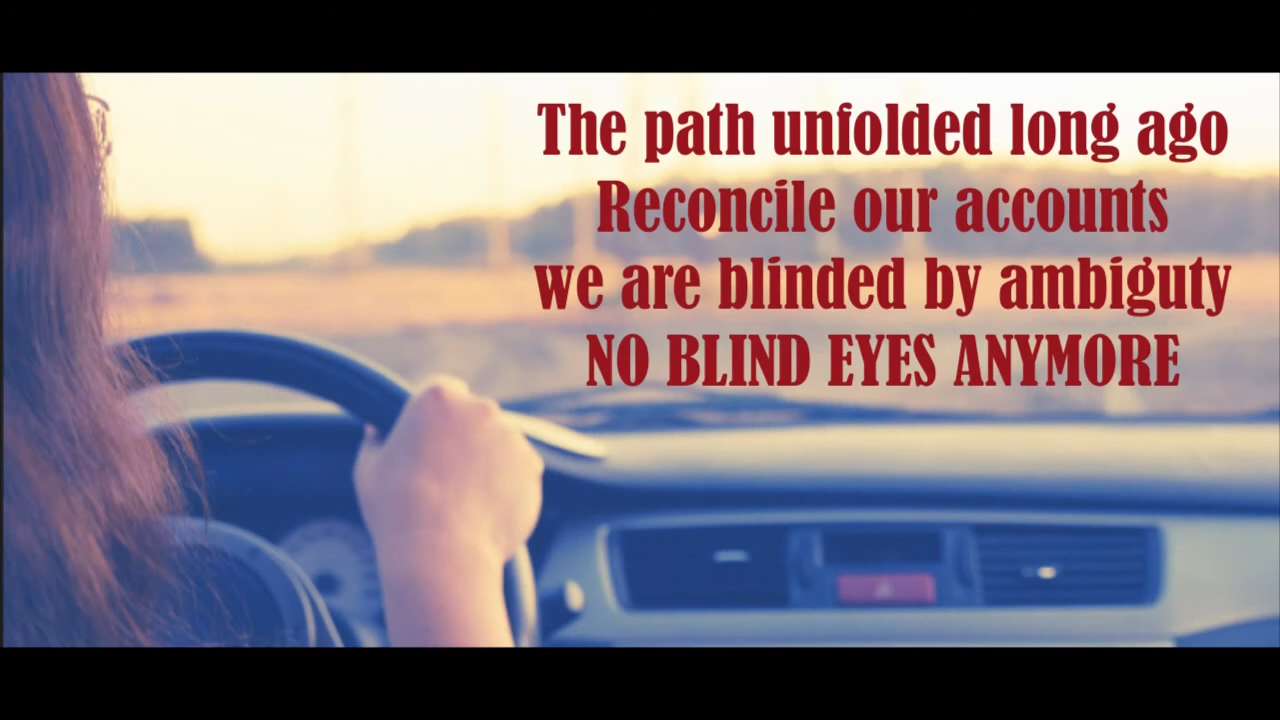 The path unfolded long ago
Reconcile our accounts
we are blinded by ambiguty
NO BLIND EYES ANYMORE